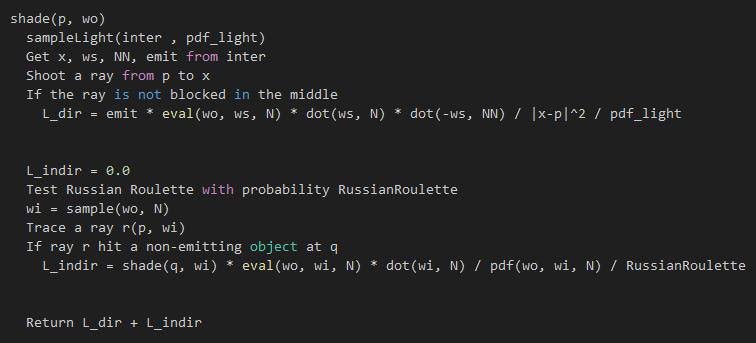 shade(p, wo)
sampleLight(inter , pdf_light)
Get x, ws, NN, emit from inter
Shoot a ray from p to x
If the ray is not blocked in the middle
L_dir = emit * eval(wo, ws, N) * dot(ws, N) * dot(-ws, NN) / |x-p|^2 / pdf_light
L_indir = 0.0
Test Russian Roulette with probability RussianRoulette
wi = sample(wo, N)
Trace a ray r(p, wi)
If ray r hit a non-emitting object at q
L_indir = shade(q, wi) * eval(wo, wi, N) * dot(wi, N) / pdf(wo, wi, N) / RussianRoulette
Return L_dir + L_indir